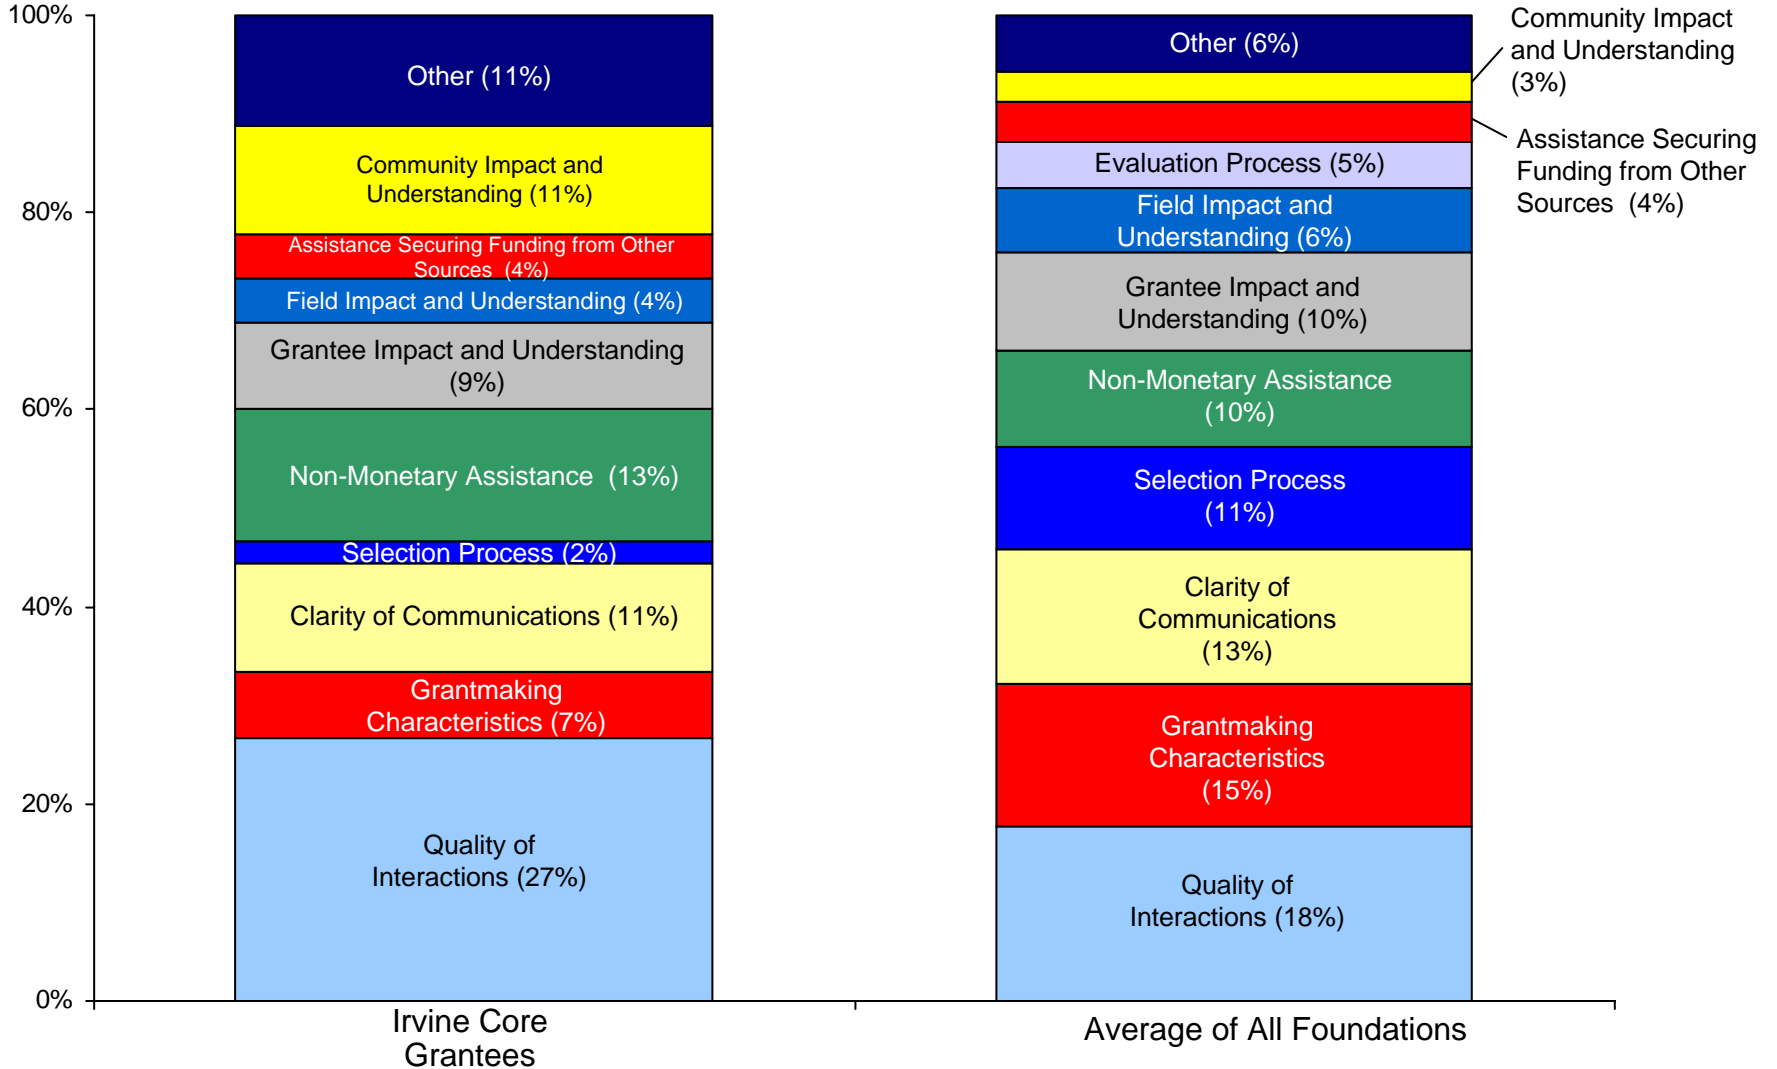 100%
80%
60%
40%
20%
0%
Other (11%)
Community Impact and
Understanding (11%)
Assistance Securing Funding from Other
Sources  (4%)
Field Impact and Understanding (4%)
Grantee Impact and Understanding
(9%)
Non-Monetary Assistance  (13%)
Selection Process (2%)
Clarity of Communications (11%)
Grantmaking
Characteristics (7%)
Quality of
Interactions (27%)
Irvine Core
Grantees
Other (6%)
Community Impact
and Understanding
(3%)
Assistance Securing
Funding from Other
Sources  (4%)
Evaluation Process (5%)
Field Impact and
Understanding (6%)
Grantee Impact and
Understanding (10%)
Non-Monetary Assistance
(10%)
Selection Process
(11%)
Clarity of
Communications
(13%)
Grantmaking
Characteristics
(15%)
Quality of
Interactions (18%)
Average of All Foundations